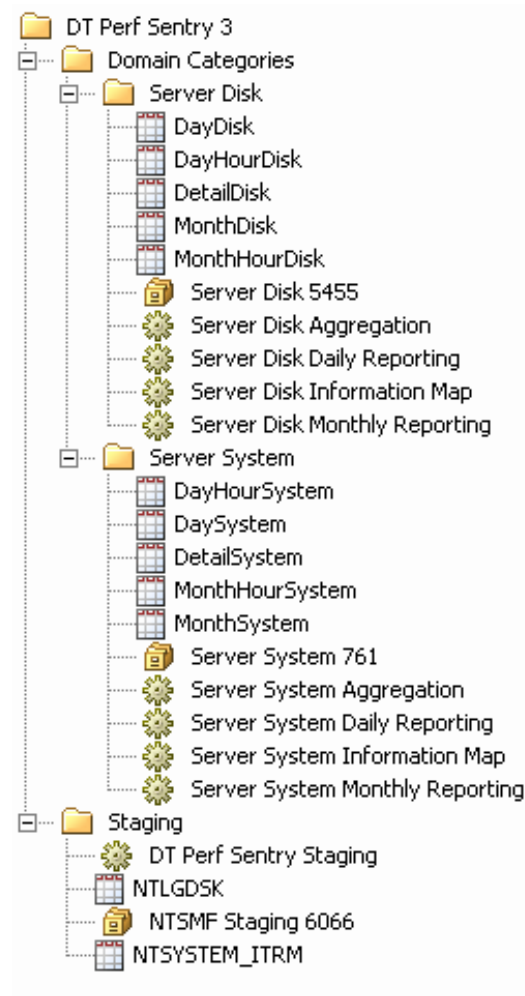 DT Perf Sentry 3
Domain Categories
Server Disk
DayDisk
DayHourDisk
DetailDisk
MonthDisk
MonthHourDisk
Server Disk 5455
Server Disk Aggregation
Server Disk Daily Reporting
Server Disk Information Map
Server Disk Monthly Reporting
Server System
DayHourSystem
DaySystem
DetailSystem
MonthHourSystem
MonthSystem
Server System 761
Server System Aggregation
Server System Daily Reporting
Server System Information Map
Server System Monthly Reporting
Staging
DT Perf Sentry Staging
NTLGDSK
NTSMF Staging 6066
NTSYSTEM_ITRM